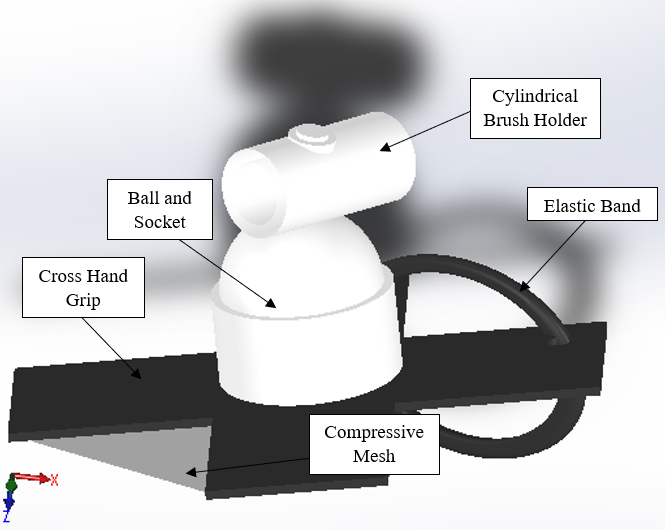 Cylindrical
Brush Holder
Ball and
Socket
Elastic Band
Cross Hand
Grip
Compressive
Mesh
X
Z